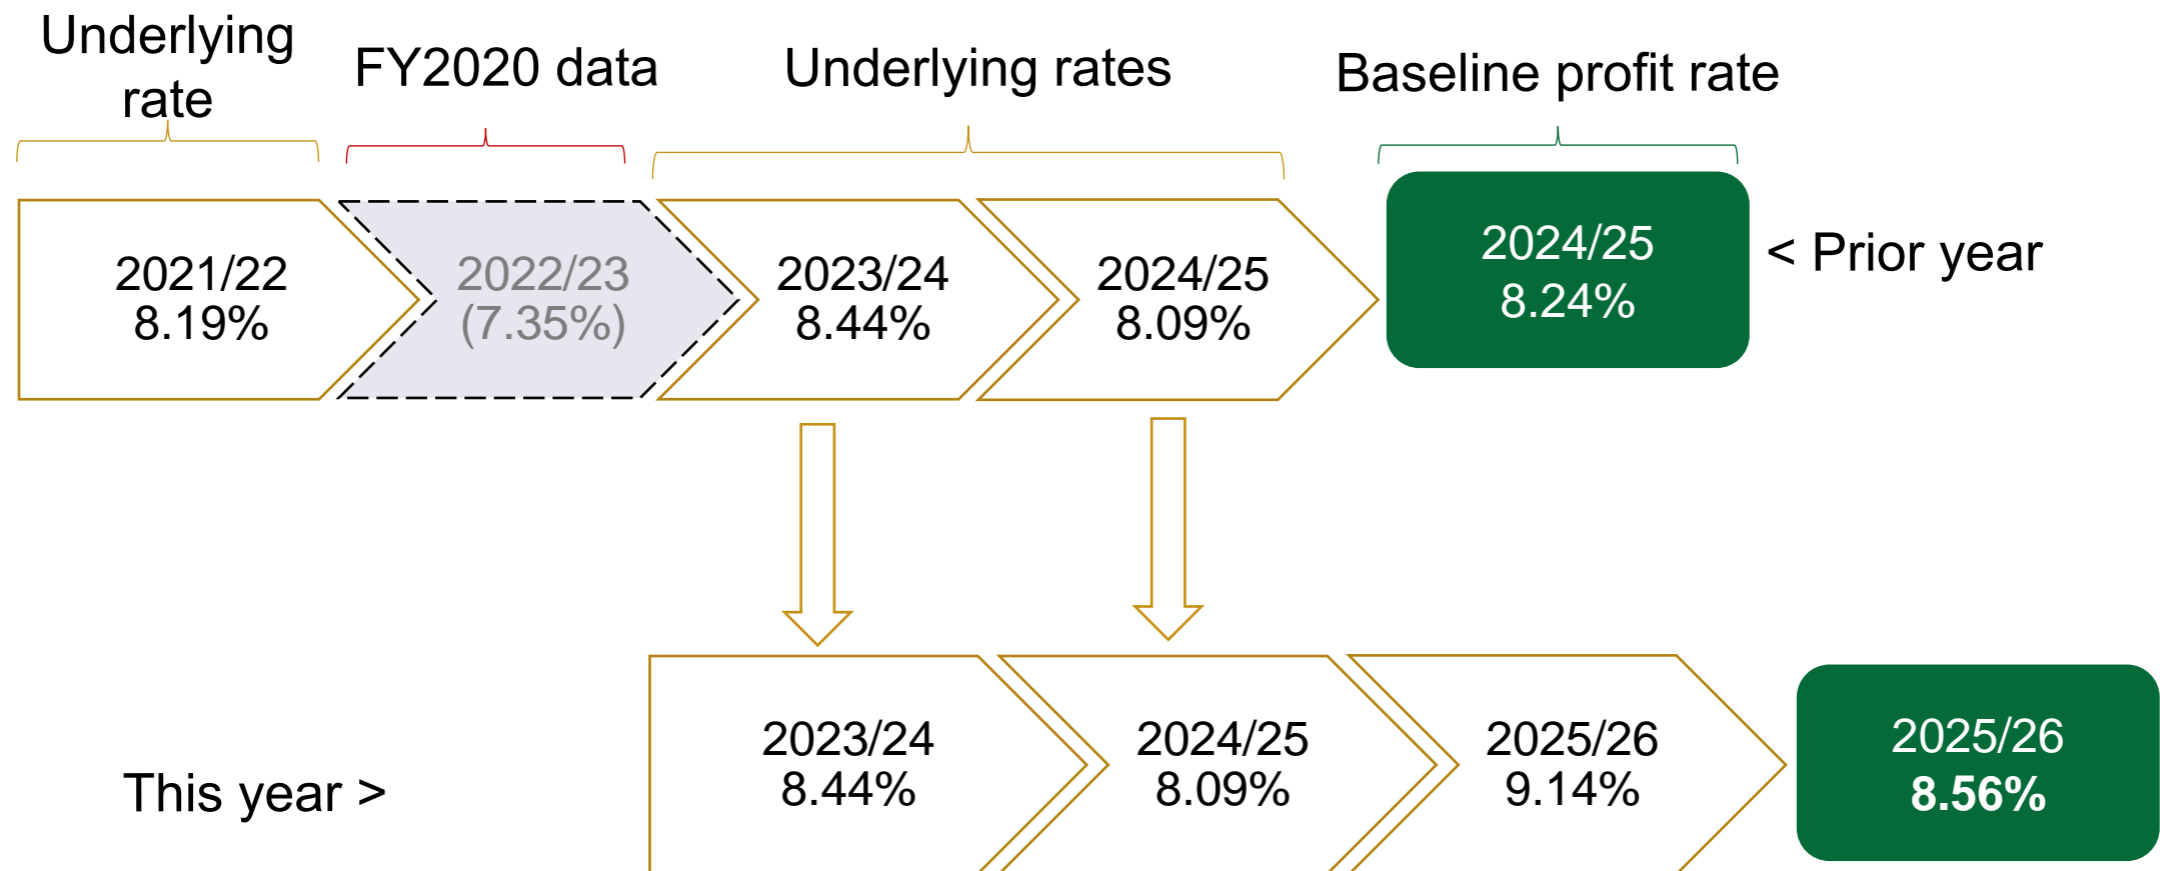 Underlying
rate
FY2020 data
Underlying rates
Baseline profit rate
2021/22
8.19%
2022/23
(7.35%)
2023/24
8.44%
2024/25
8.09%
2024/25
8.24%
< Prior year
This year >
2023/24
8.44%
2024/25
8.09%
2025/26
9.14%
2025/26
8.56%